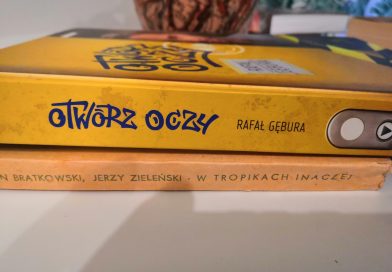 OTWÓRZ OCZY RAFAŁ GĘBURA
N BRATKOWSKI, JERZY ZIELEŃSKI · W TROPIKACH INACZEJ